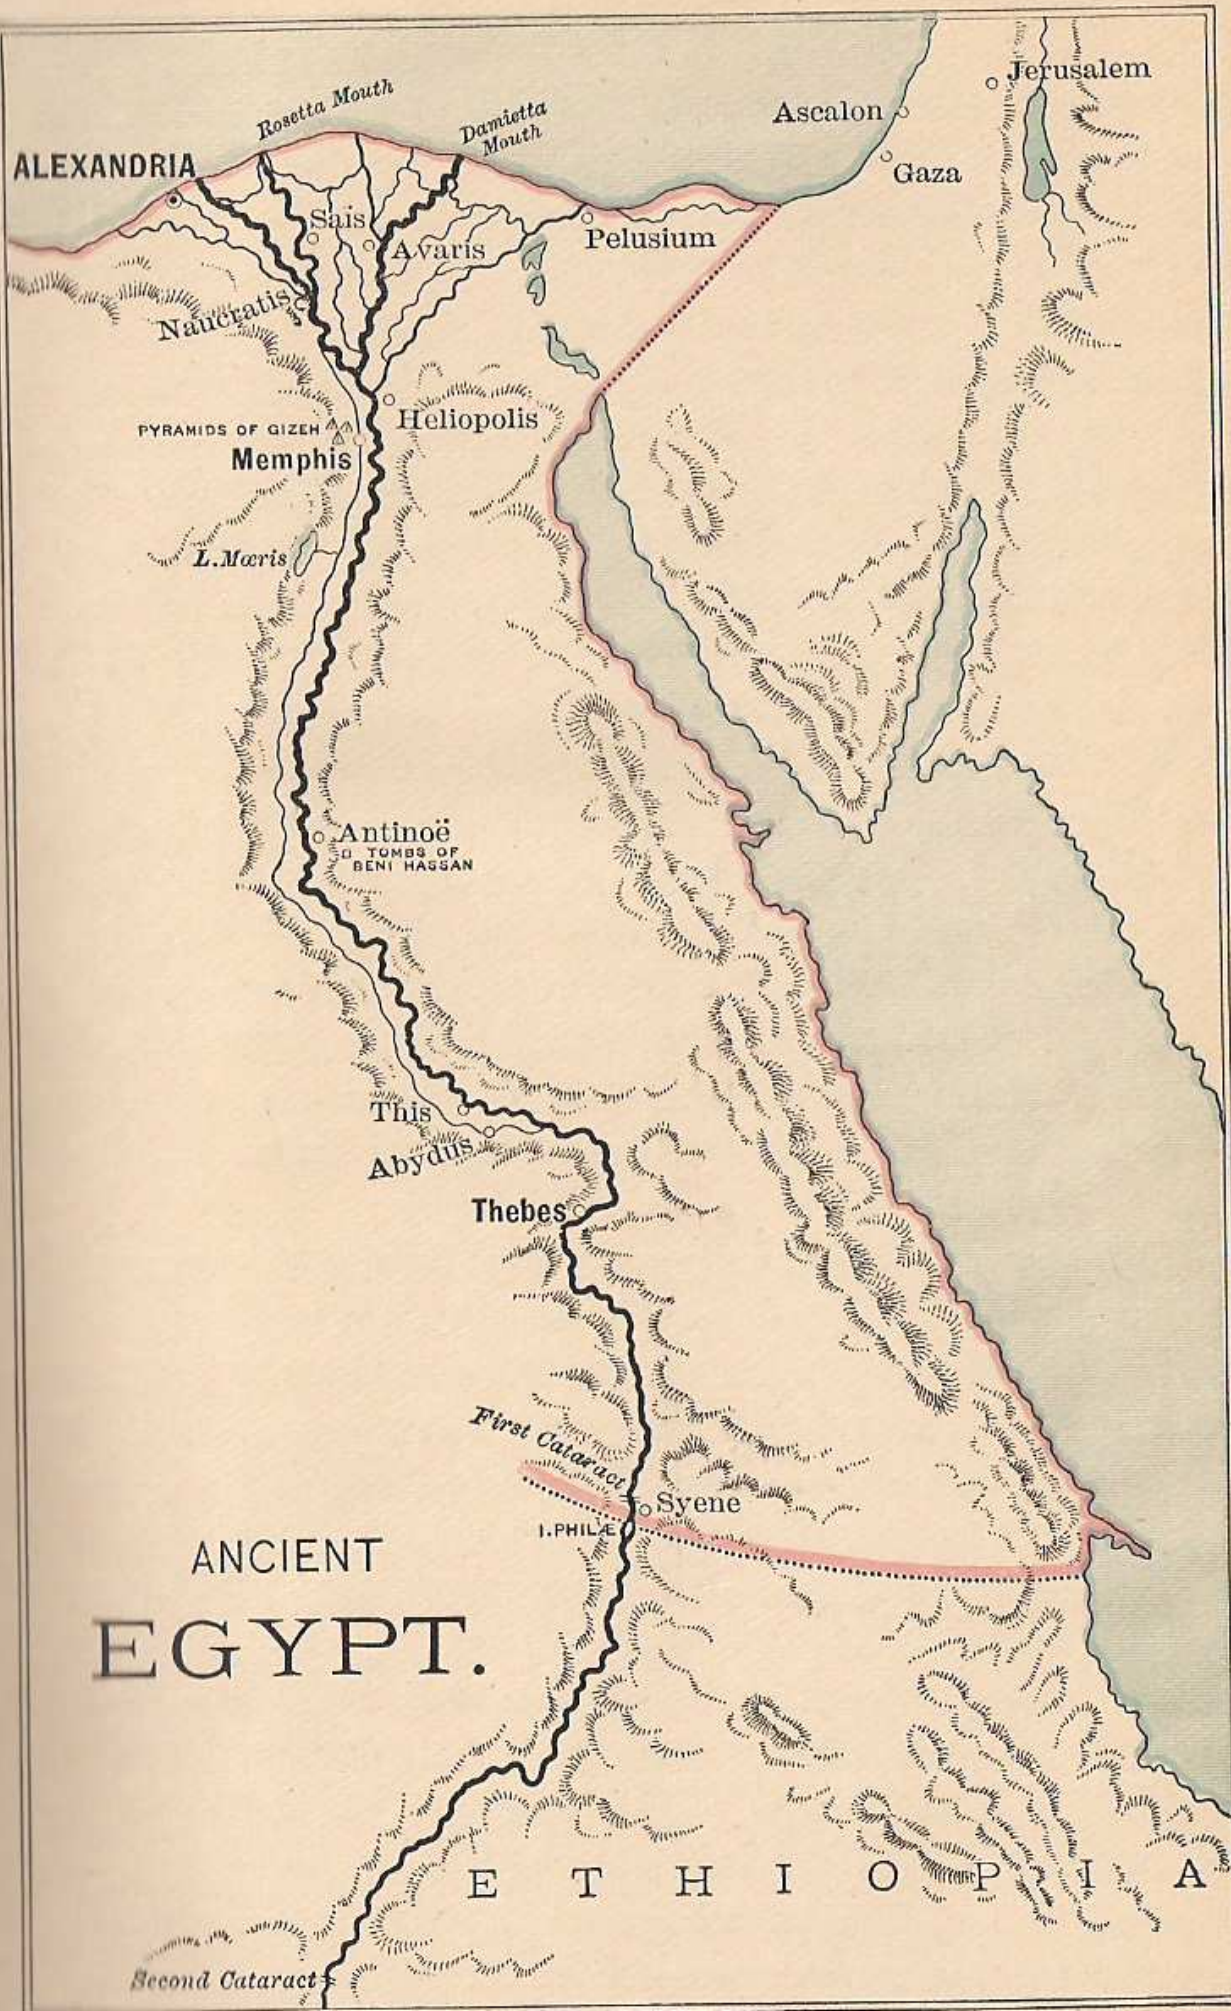 Jerusalem
Rosetta Mouth
Damietta
Mouth
Ascalon
ALEXANDRIA
Gaza
Sais
Pelusium
Avaris
Naucratis
Heliopolis
PYRAMIDS OF GIZEH
Memphis
L.Mœris
Antinoë
TOMBS OF
BENI HASSAN
This
Abydus
Thebes
First Cataract
Syene
I.PHILÆ
ANCIENT
EGYPT.
ETHIOPIA
Second Cataract